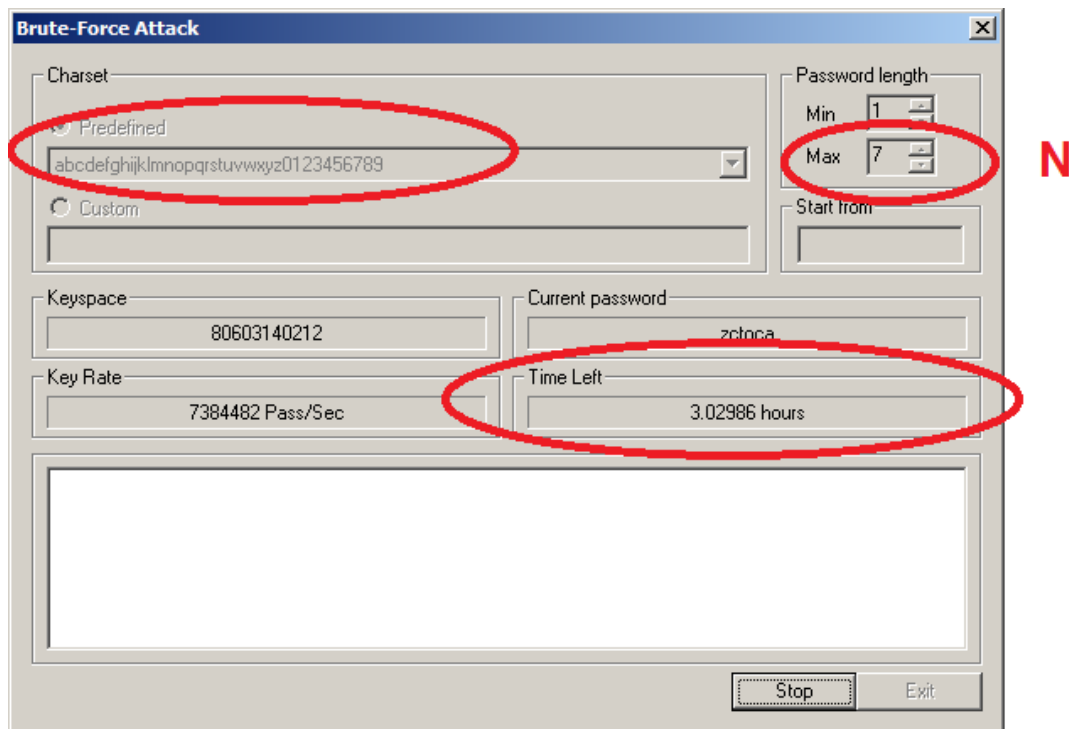 Brute-Force Attack
Charset
Predefined
abcdefghijklmnopqrstuvwxyz0123456789
Custom
Password length
Min 1
Max 7
N
Start from
Keyspace
80603140212
Current password
zctoca
Key Rate
7384482 Pass/Sec
Time Left
3.02986 hours
Stop
Exit